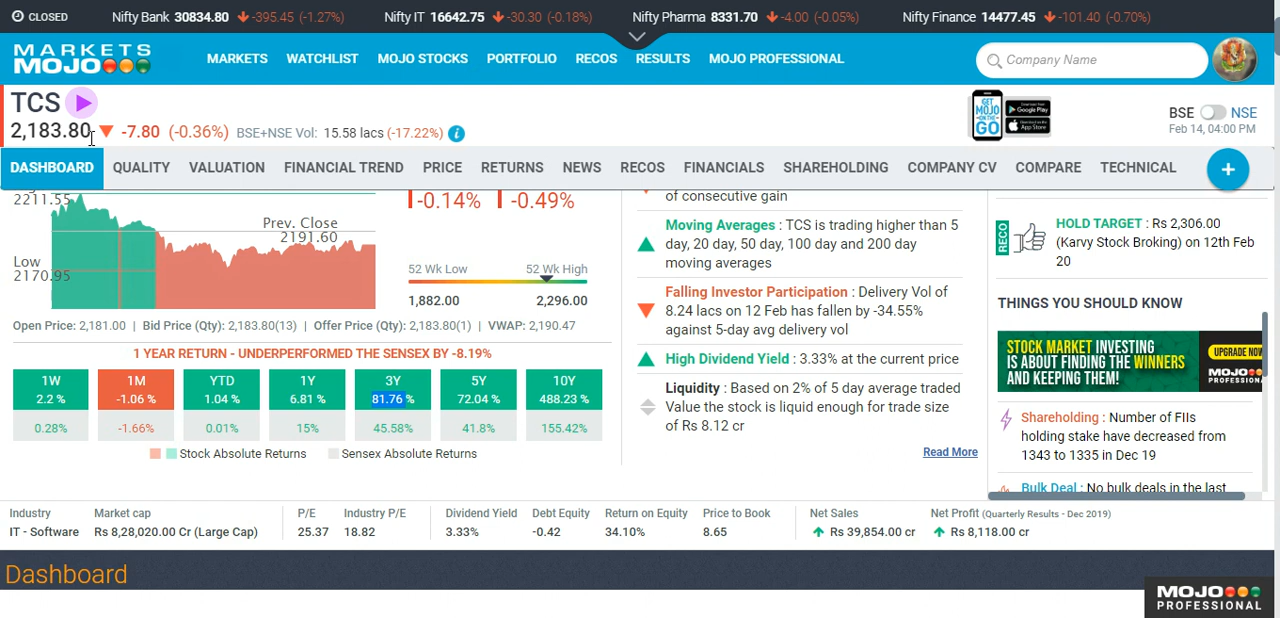 CLOSED
Nifty Bank 30834.80 -395.45 (-1.27%)
Nifty IT 16642.75 -30.30 (-0.18%)
Nifty Pharma 8331.70 -4.00 (-0.05%)
Nifty Finance 14477.45 -101.40 (-0.70%)
MARKETS
MOJO
MARKETS WATCHLIST MOJO STOCKS PORTFOLIO RECOS RESULTS MOJO PROFESSIONAL
Company Name
TCS
2,183.80 -7.80 (-0.36%) BSE+NSE Vol: 15.58 lacs (-17.22%) i
GET
MOJO
ON THE
GO
Google Play
App Store
BSE NSE
Feb 14, 04:00 PM
DASHBOARD QUALITY VALUATION FINANCIAL TREND PRICE RETURNS NEWS RECOS FINANCIALS SHAREHOLDING COMPANY CV COMPARE TECHNICAL +
2211.55
Prev. Close
2191.60
Low
2170.95
-0.14% -0.49%
52 Wk Low 52 Wk High
1,882.00 2,296.00
Open Price: 2,181.00 | Bid Price (Qty): 2,183.80(13) | Offer Price (Qty): 2,183.80(1) | VWAP: 2,190.47
1 YEAR RETURN - UNDERPERFORMED THE SENSEX BY -8.19%
1W 1M YTD 1Y 3Y 5Y 10Y
2.2 % -1.06 % 1.04 % 6.81 % 81.76 % 72.04 % 488.23 %
0.28% -1.66% 0.01% 15% 45.58% 41.8% 155.42%
Stock Absolute Returns Sensex Absolute Returns
of consecutive gain
Moving Averages : TCS is trading higher than 5
day, 20 day, 50 day, 100 day and 200 day
moving averages
Falling Investor Participation : Delivery Vol of
8.24 lacs on 12 Feb has fallen by -34.55%
against 5-day avg delivery vol
High Dividend Yield : 3.33% at the current price
Liquidity : Based on 2% of 5 day average traded
Value the stock is liquid enough for trade size
of Rs 8.12 cr
Read More
RECO
HOLD TARGET : Rs 2,306.00
(Karvy Stock Broking) on 12th Feb
20
THINGS YOU SHOULD KNOW
STOCK MARKET INVESTING
IS ABOUT FINDING THE WINNERS
AND KEEPING THEM!
UPGRADE NOW
MOJO
PROFESSION
Shareholding : Number of FIIs
holding stake have decreased from
1343 to 1335 in Dec 19
Bulk Deal : No bulk deals in the last
Industry Market cap P/E Industry P/E Dividend Yield Debt Equity Return on Equity Price to Book Net Sales Net Profit (Quarterly Results - Dec 2019)
IT - Software Rs 8,28,020.00 Cr (Large Cap) 25.37 18.82 3.33% -0.42 34.10% 8.65 Rs 39,854.00 cr Rs 8,118.00 cr
Dashboard
MOJO
PROFESSIONAL